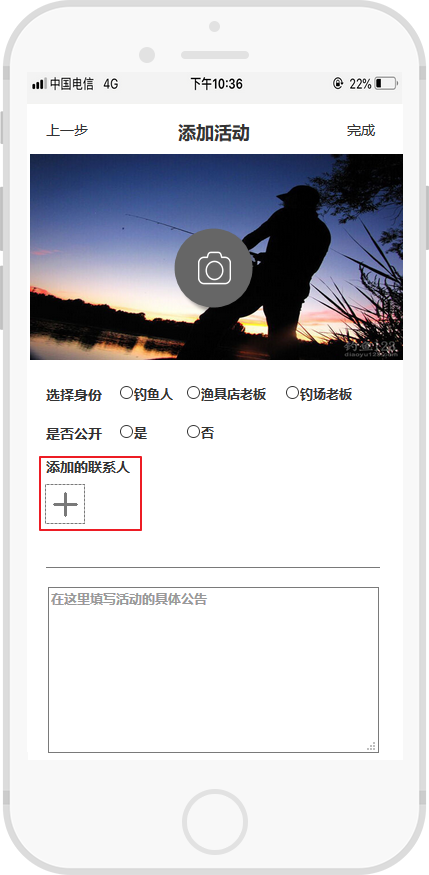 中国电信 4G 下午10:36 22%
上一步 添加活动 完成
diaoyu123.com
选择身份 钓鱼人 渔具店老板 钓场老板
是否公开 是 否
添加的联系人
在这里填写活动的具体公告